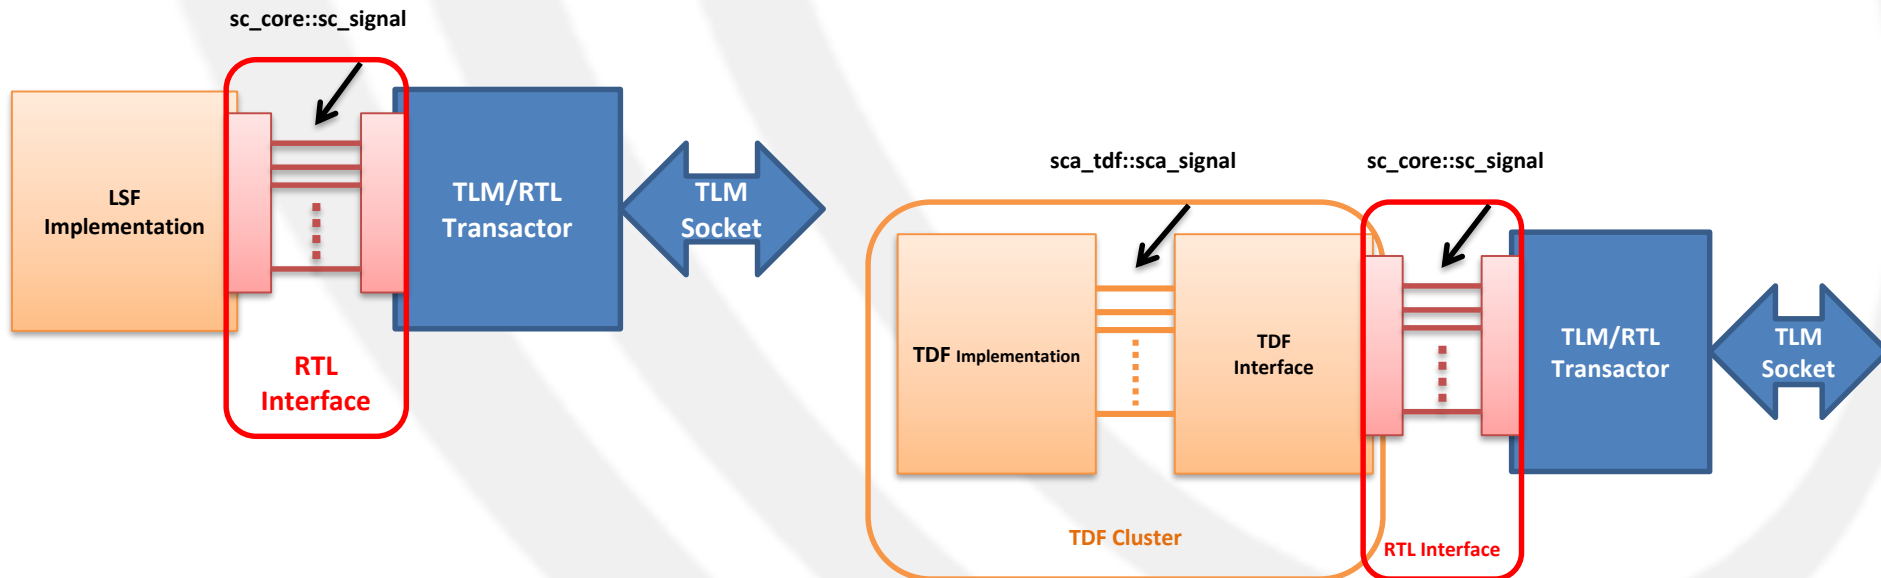 sc_core::sc_signal
LSF
Implementation
TLM/RTL
Transactor
TLM
Socket
RTL
Interface
sca_tdf::sca_signal
sc_core::sc_signal
TDF Implementation
TDF
Interface
TLM/RTL
Transactor
TLM
Socket
TDF Cluster
RTL Interface